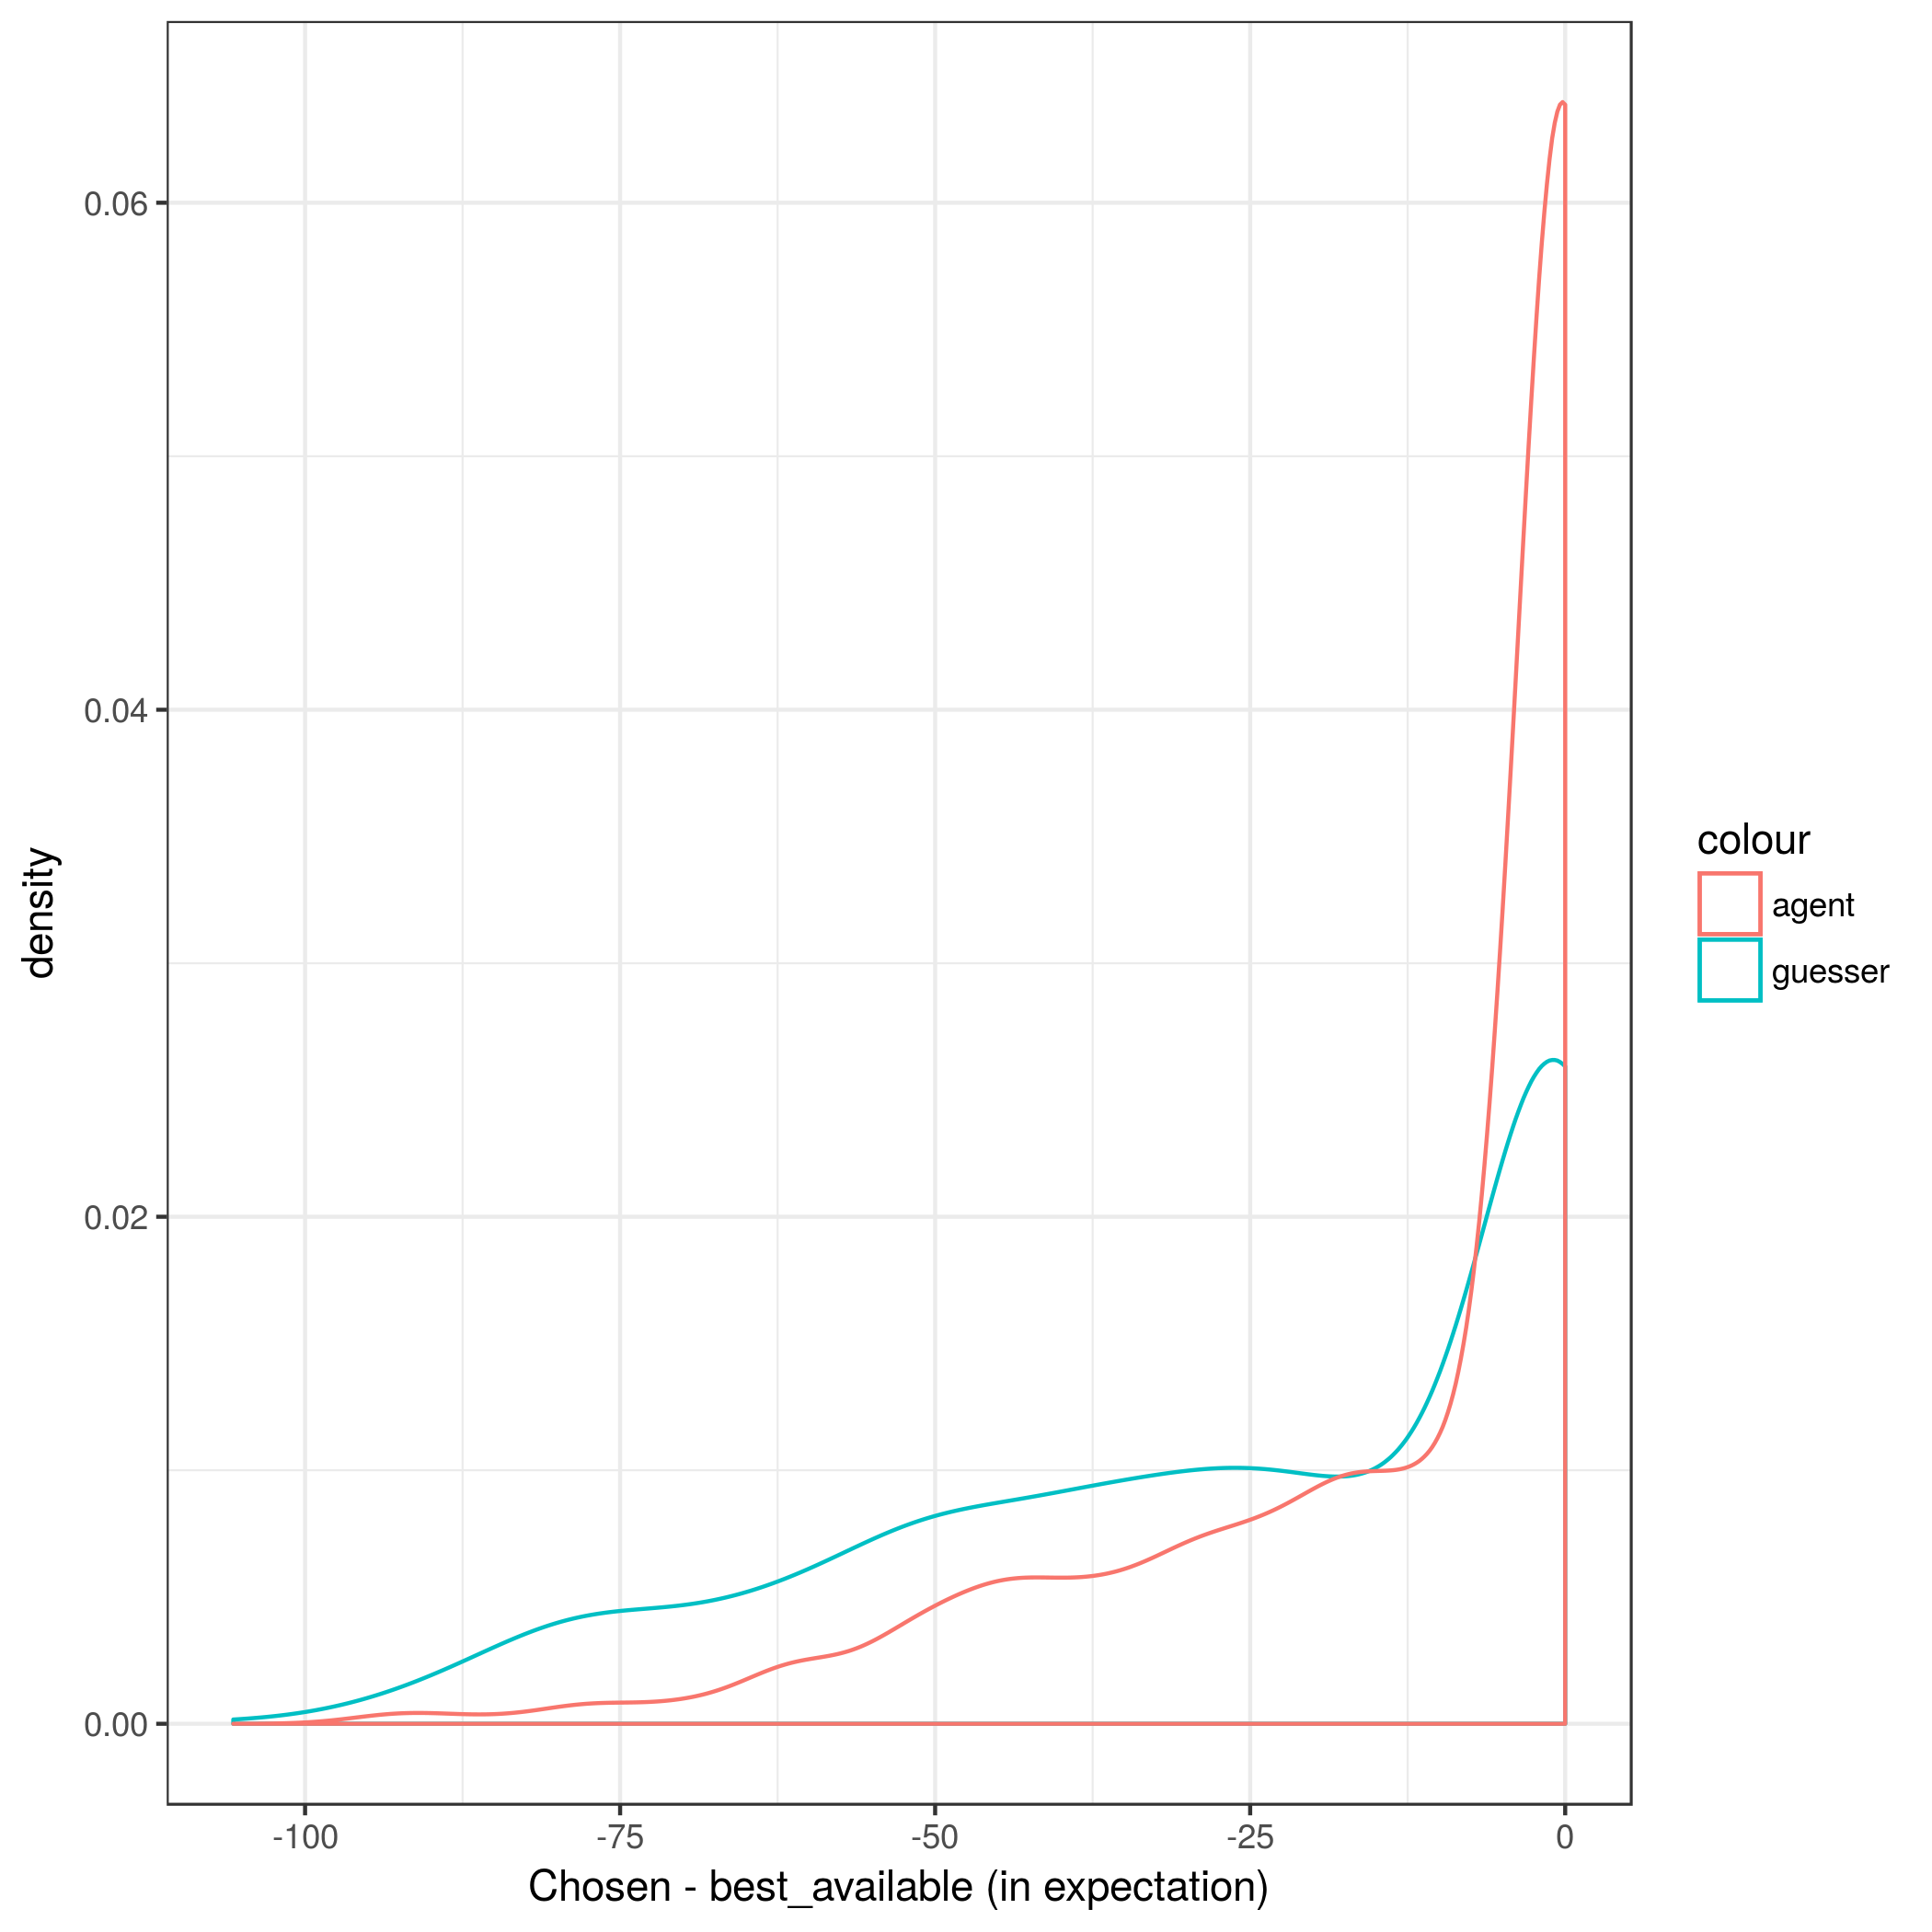 0.06
0.04
0.02
0.00
density
-100
-75
-50
-25
0
Chosen - best_available (in expectation)
colour
agent
guesser